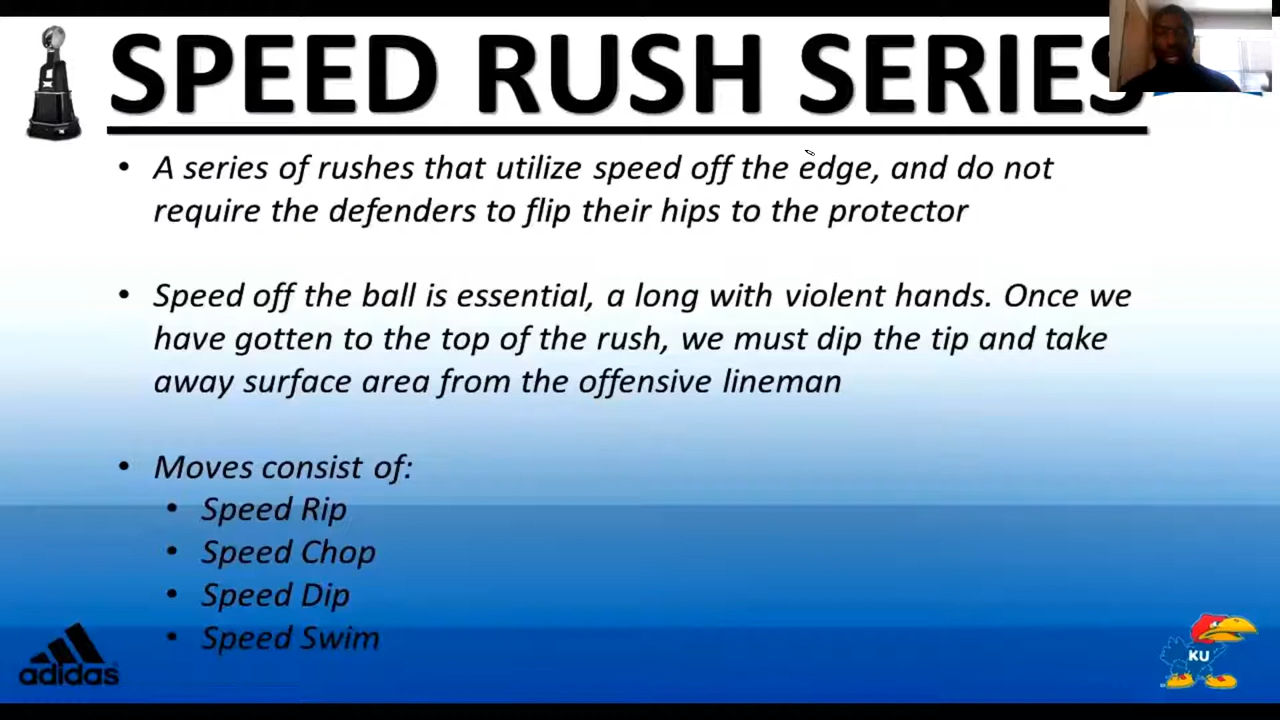 SPEED RUSH SERIES
• A series of rushes that utilize speed off the edge, and do not
require the defenders to flip their hips to the protector
• Speed off the ball is essential, a long with violent hands. Once we
have gotten to the top of the rush, we must dip the tip and take
away surface area from the offensive lineman
• Moves consist of:
• Speed Rip
• Speed Chop
• Speed Dip
• Speed Swim
adidas
KU